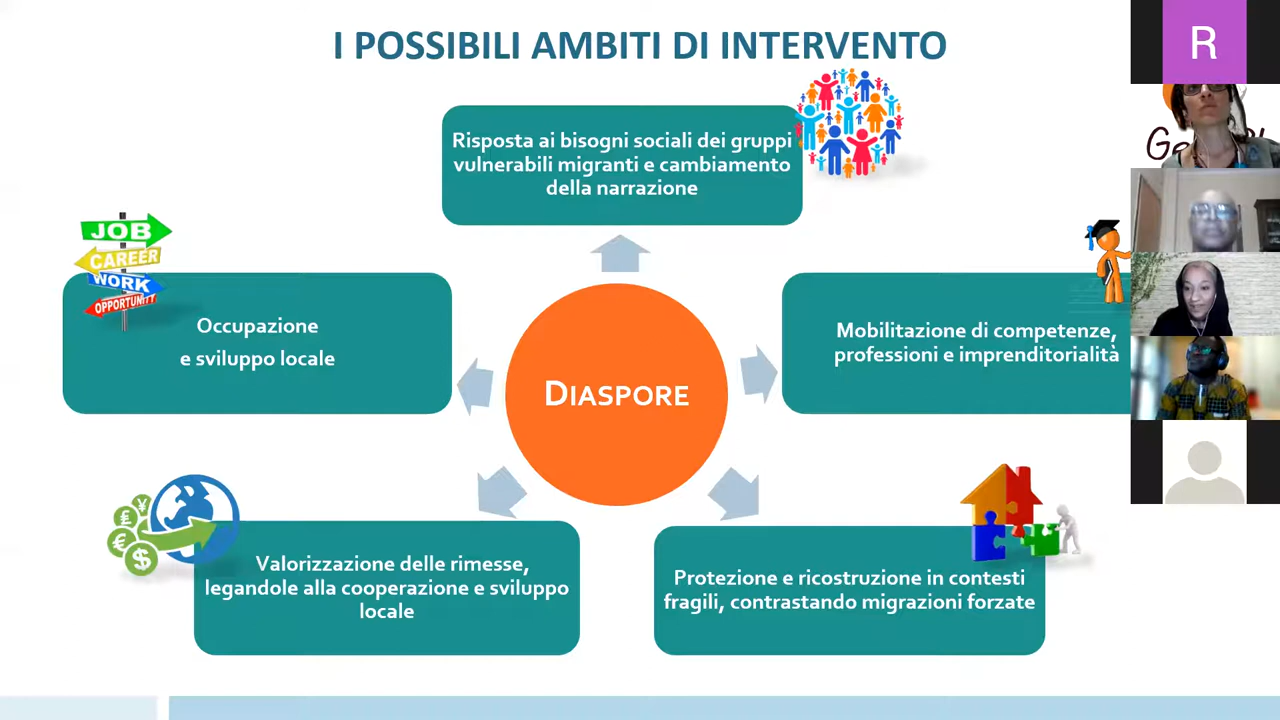 I POSSIBILI AMBITI DI INTERVENTO
R
Risposta ai bisogni sociali dei gruppi
vulnerabili migranti e cambiamento
della narrazione
JOB
CAREER
WORK
OPPORTUNITY
Occupazione
e sviluppo locale
Mobilitazione di competenze,
professioni e imprenditorialità
DIASPORE
Valorizzazione delle rimesse,
legandole alla cooperazione e sviluppo
locale
Protezione e ricostruzione in contesti
fragili, contrastando migrazioni forzate
£
¥
€
$